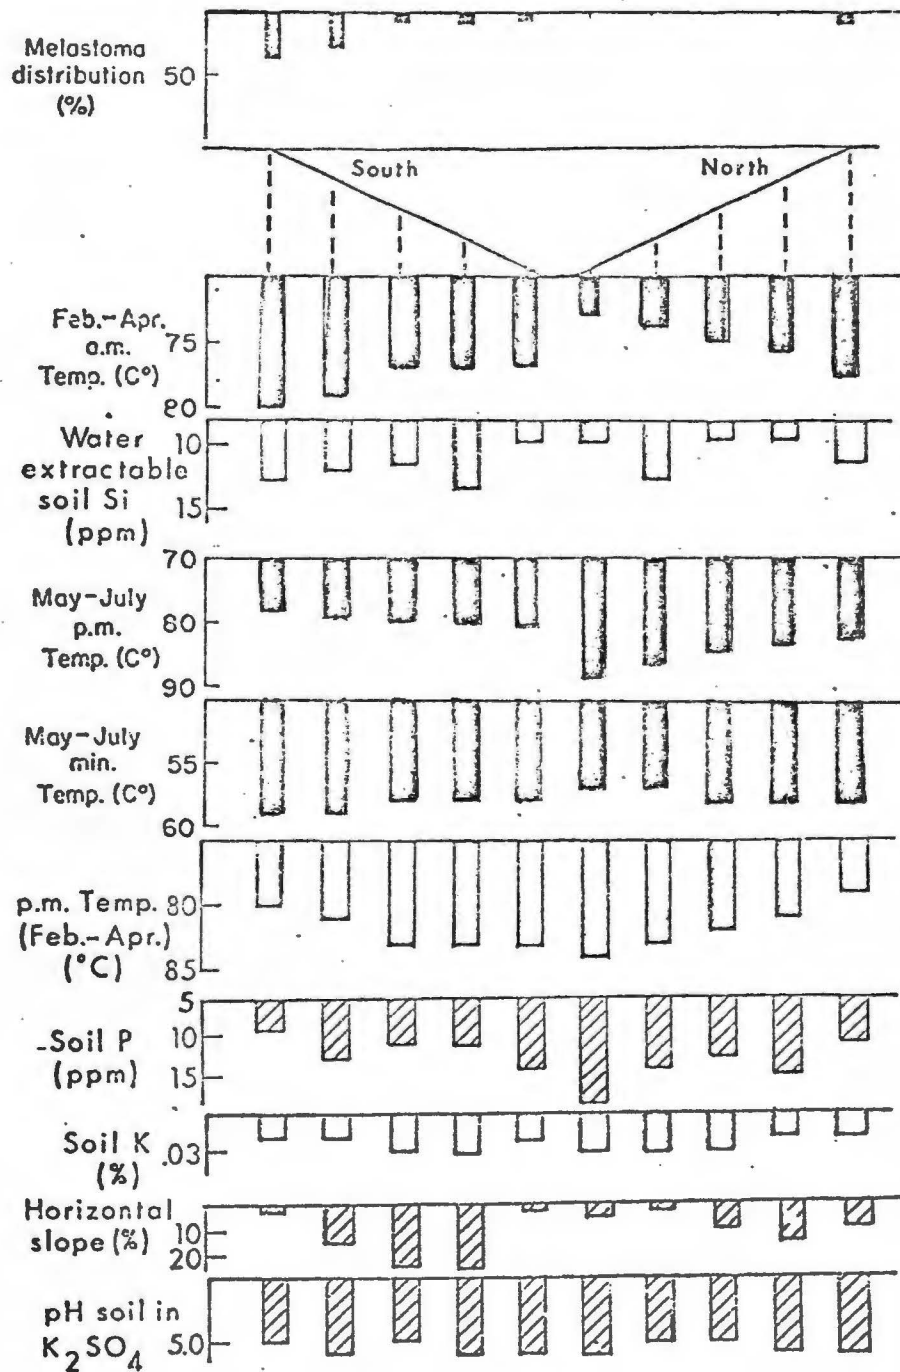 Melastoma
distribution
(%)
50
South
North
Feb.-Apr.
a.m.
Temp. (C°)
75
80
Water
extractable
soil Si
(ppm)
10
15
May-July
p.m.
Temp. (C°)
70
80
90
May-July
min.
Temp. (C°)
55
60
p.m. Temp.
(Feb.-Apr.)
(°C)
80
85
Soil P
(ppm)
5
10
15
Soil K
(%)
.03
Horizontal
slope (%)
10
20
pH soil in
K₂SO₄
5.0